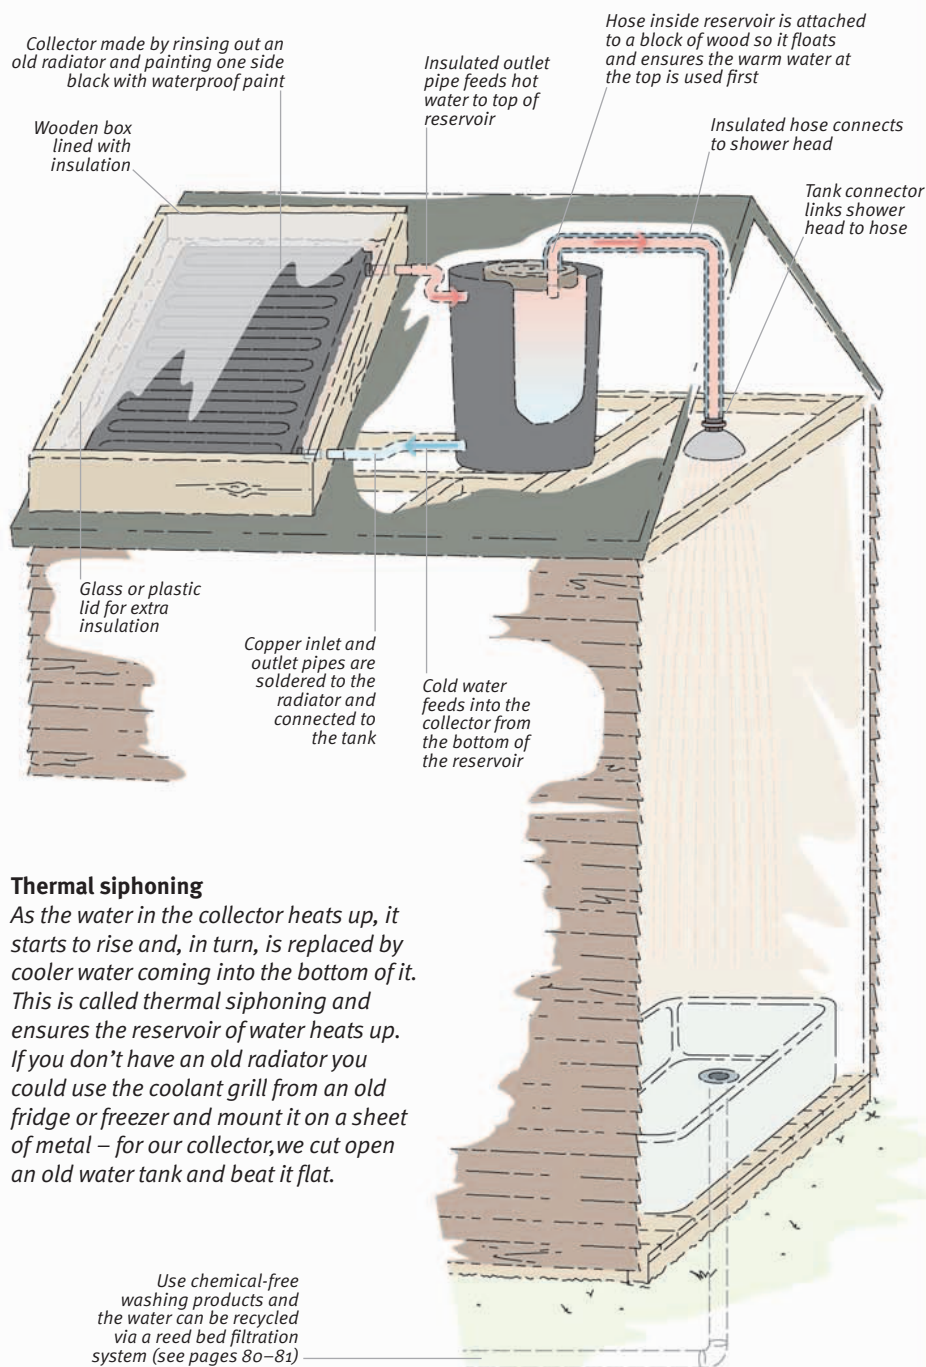 Collector made by rinsing out an
old radiator and painting one side
black with waterproof paint
Insulated outlet
pipe feeds hot
water to top of
reservoir
Hose inside reservoir is attached
to a block of wood so it floats
and ensures the warm water at
the top is used first
Wooden box
lined with
insulation
Insulated hose connects
to shower head
Tank connector
links shower
head to hose
Glass or plastic
lid for extra
insulation
Copper inlet and
outlet pipes are
soldered to the
radiator and
connected to
the tank
Cold water
feeds into the
collector from
the bottom of
the reservoir
Thermal siphoning
As the water in the collector heats up, it
starts to rise and, in turn, is replaced by
cooler water coming into the bottom of it.
This is called thermal siphoning and
ensures the reservoir of water heats up.
If you don’t have an old radiator you
could use the coolant grill from an old
fridge or freezer and mount it on a sheet
of metal – for our collector,we cut open
an old water tank and beat it flat.
Use chemical-free
washing products and
the water can be recycled
via a reed bed filtration
system (see pages 80–81)